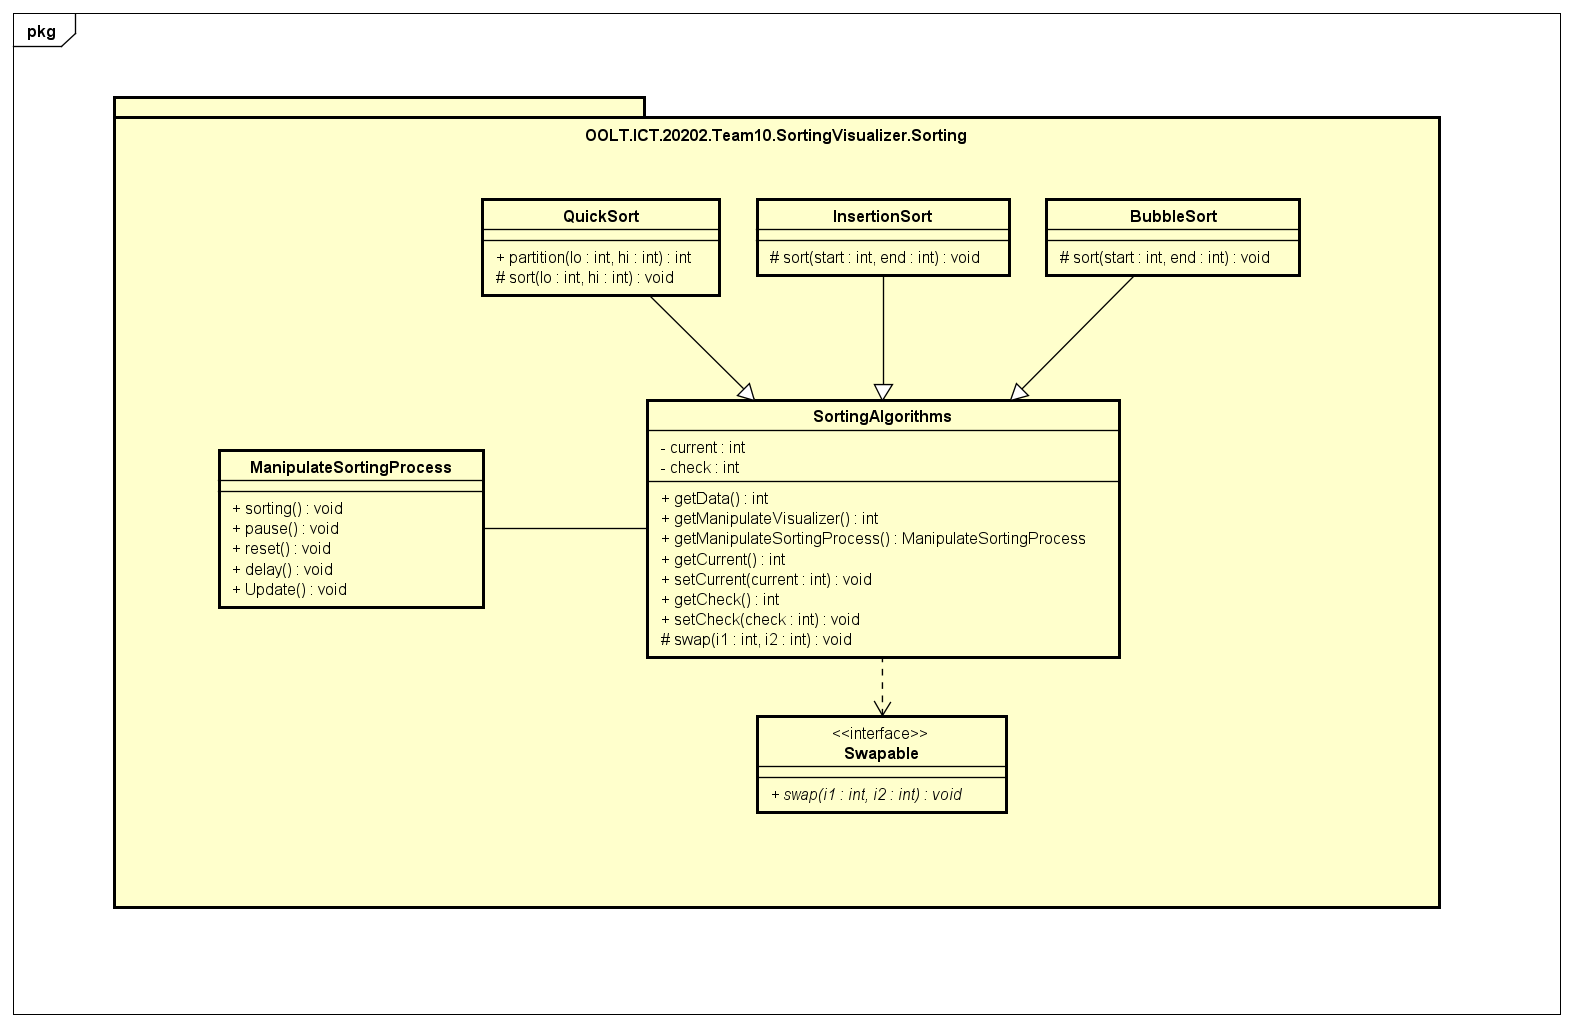 pkg
OOLT.ICT.20202.Team10.SortingVisualizer.Sorting
QuickSort
+ partition(lo : int, hi : int) : int
# sort(lo : int, hi : int) : void
InsertionSort
# sort(start : int, end : int) : void
BubbleSort
# sort(start : int, end : int) : void
ManipulateSortingProcess
+ sorting() : void
+ pause() : void
+ reset() : void
+ delay() : void
+ Update() : void
SortingAlgorithms
- current : int
- check : int
+ getData() : int
+ getManipulateVisualizer() : int
+ getManipulateSortingProcess() : ManipulateSortingProcess
+ getCurrent() : int
+ setCurrent(current : int) : void
+ getCheck() : int
+ setCheck(check : int) : void
# swap(i1 : int, i2 : int) : void
<<interface>>
Swapable
+ swap(i1 : int, i2 : int) : void